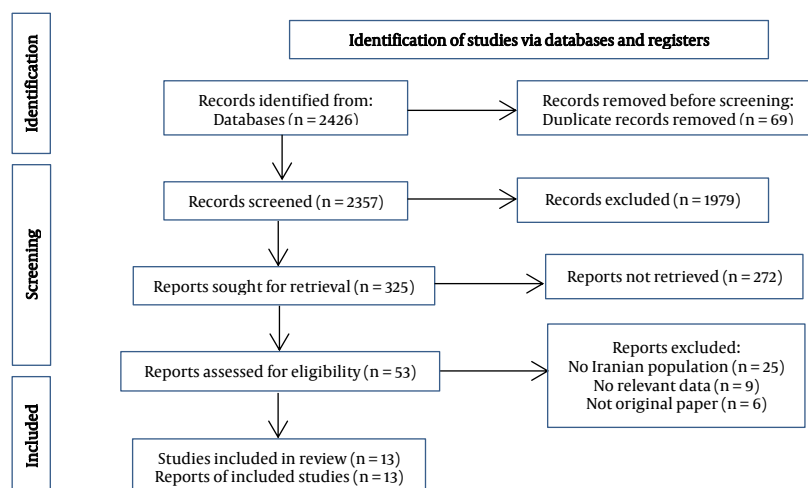 Identification of studies via databases and registers
Identification
Records identified from:
Databases (n = 2426)
Records removed before screening:
Duplicate records removed (n = 69)
Screening
Records screened (n = 2357)
Records excluded (n = 1979)
Reports sought for retrieval (n = 325)
Reports not retrieved (n = 272)
Reports assessed for eligibility (n = 53)
Reports excluded:
No Iranian population (n = 25)
No relevant data (n = 9)
Not original paper (n = 6)
Included
Studies included in review (n = 13)
Reports of included studies (n = 13)